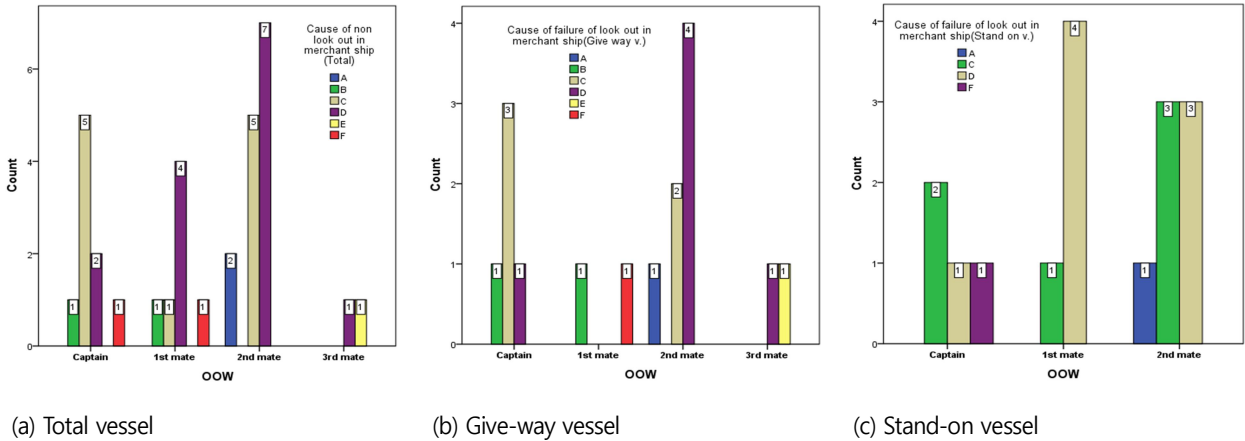 Cause of non
look out in
merchant ship
(Total)
A
B
C
D
E
F
Count
6
4
2
0
1
5
2
1
1
1
4
1
2
5
7
1
1
Captain
1st mate
2nd mate
3rd mate
OOW
(a) Total vessel
Cause of failure of look out in
merchant ship(Give way v.)
A
B
C
D
E
F
Count
4
3
2
1
0
1
3
1
1
1
1
2
4
1
1
Captain
1st mate
2nd mate
3rd mate
OOW
(b) Give-way vessel
Cause of failure of look out in
merchant ship(Stand on v.)
A
C
D
F
Count
4
3
2
1
0
2
1
1
1
4
1
3
3
Captain
1st mate
2nd mate
OOW
(c) Stand-on vessel